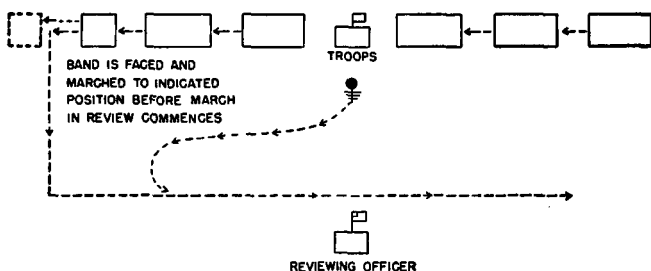 TROOPS
BAND IS FACED AND
MARCHED TO INDICATED
POSITION BEFORE MARCH
IN REVIEW COMMENCES
REVIEWING OFFICER